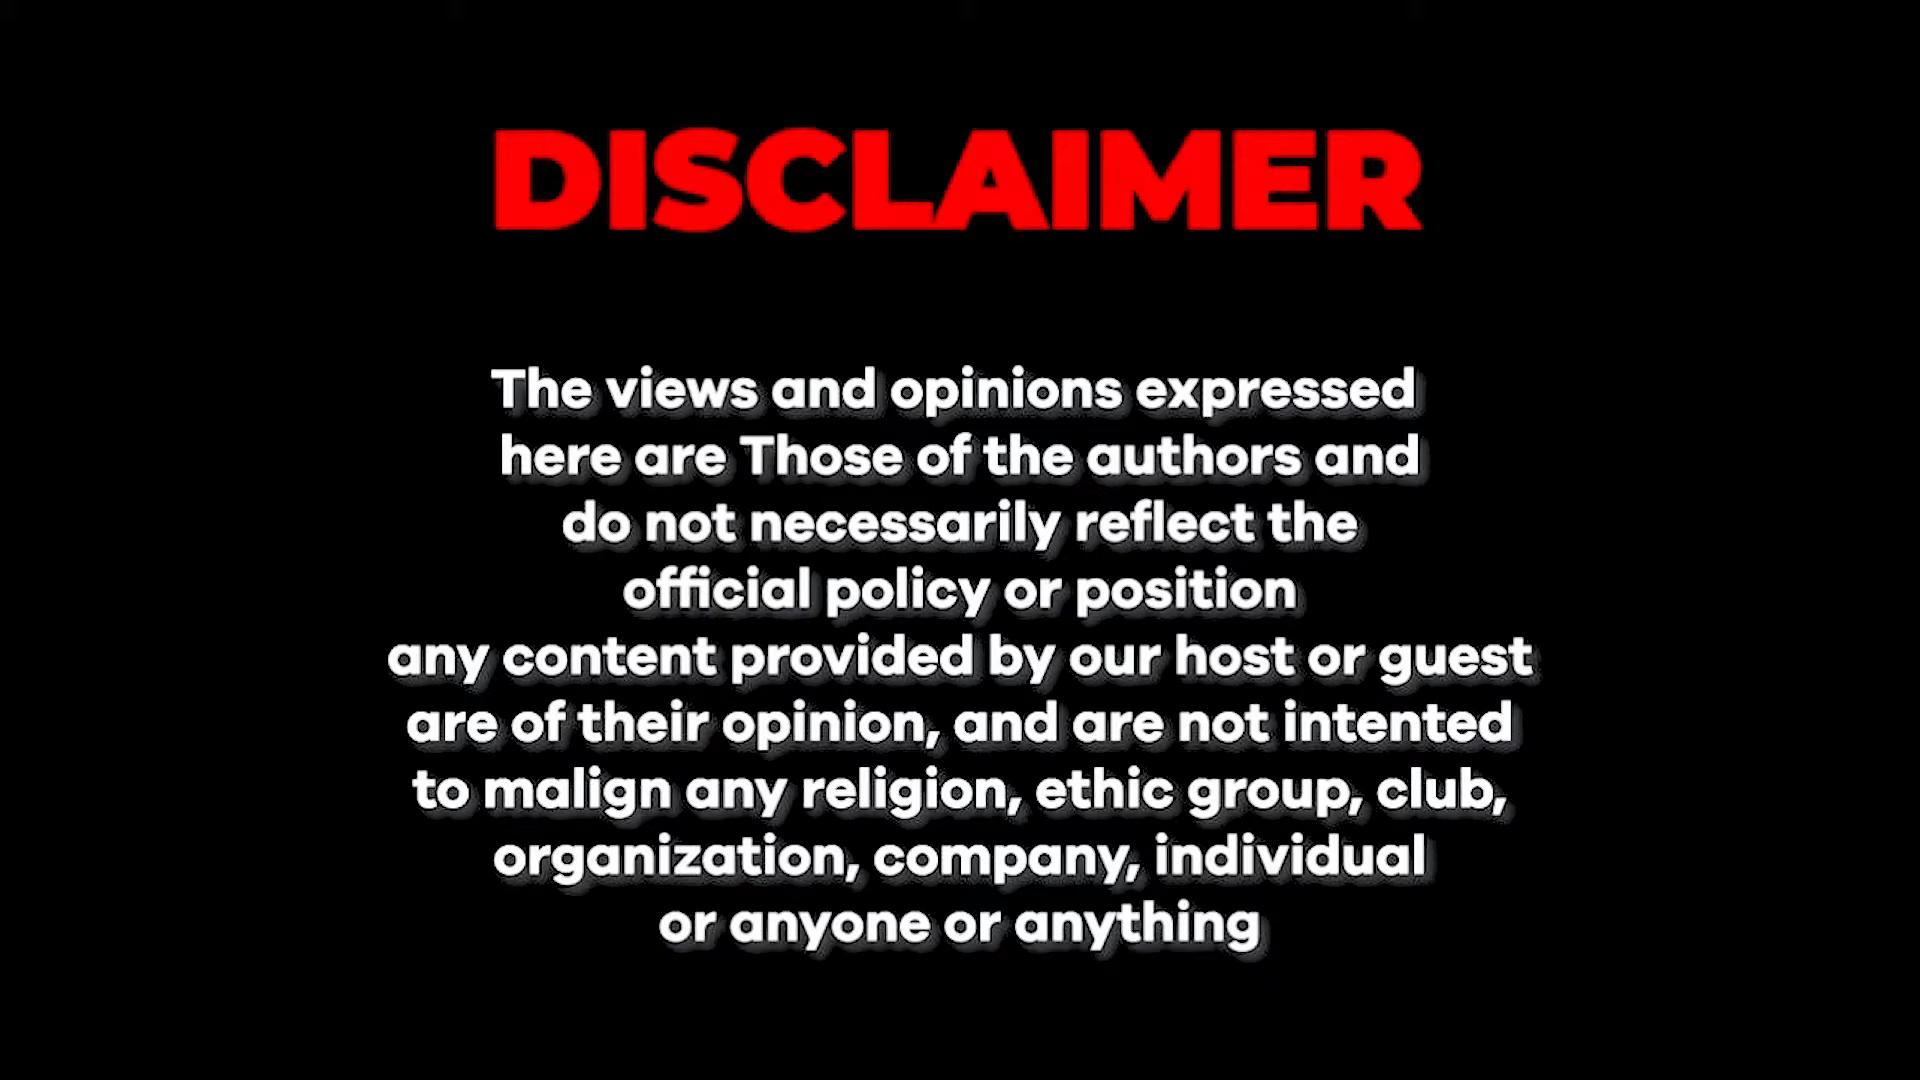 DISCLAIMER
The views and opinions expressed
here are Those of the authors and
do not necessarily reflect the
official policy or position
any content provided by our host or guest
are of their opinion, and are not intented
to malign any religion, ethic group, club,
organization, company, individual
or anyone or anything